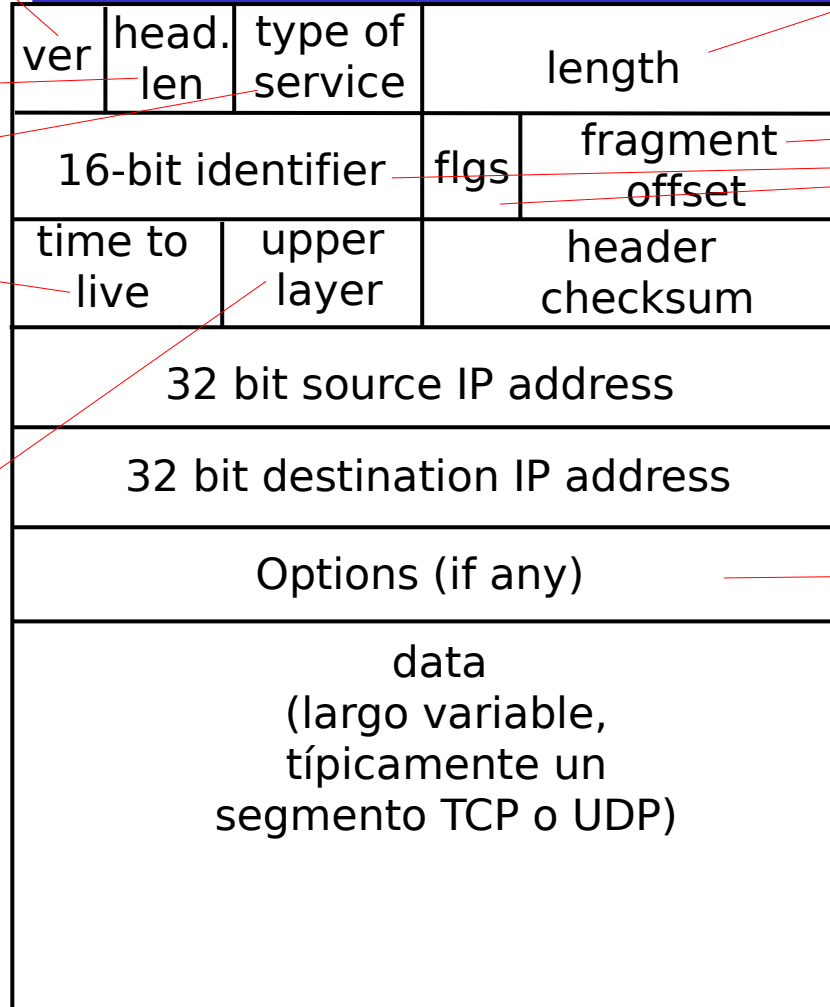 ver
head.
len
type of
service
length
16-bit identifier
flgs
fragment
offset
time to
live
upper
layer
header
checksum
32 bit source IP address
32 bit destination IP address
Options (if any)
data
(largo variable,
típicamente un
segmento TCP o UDP)